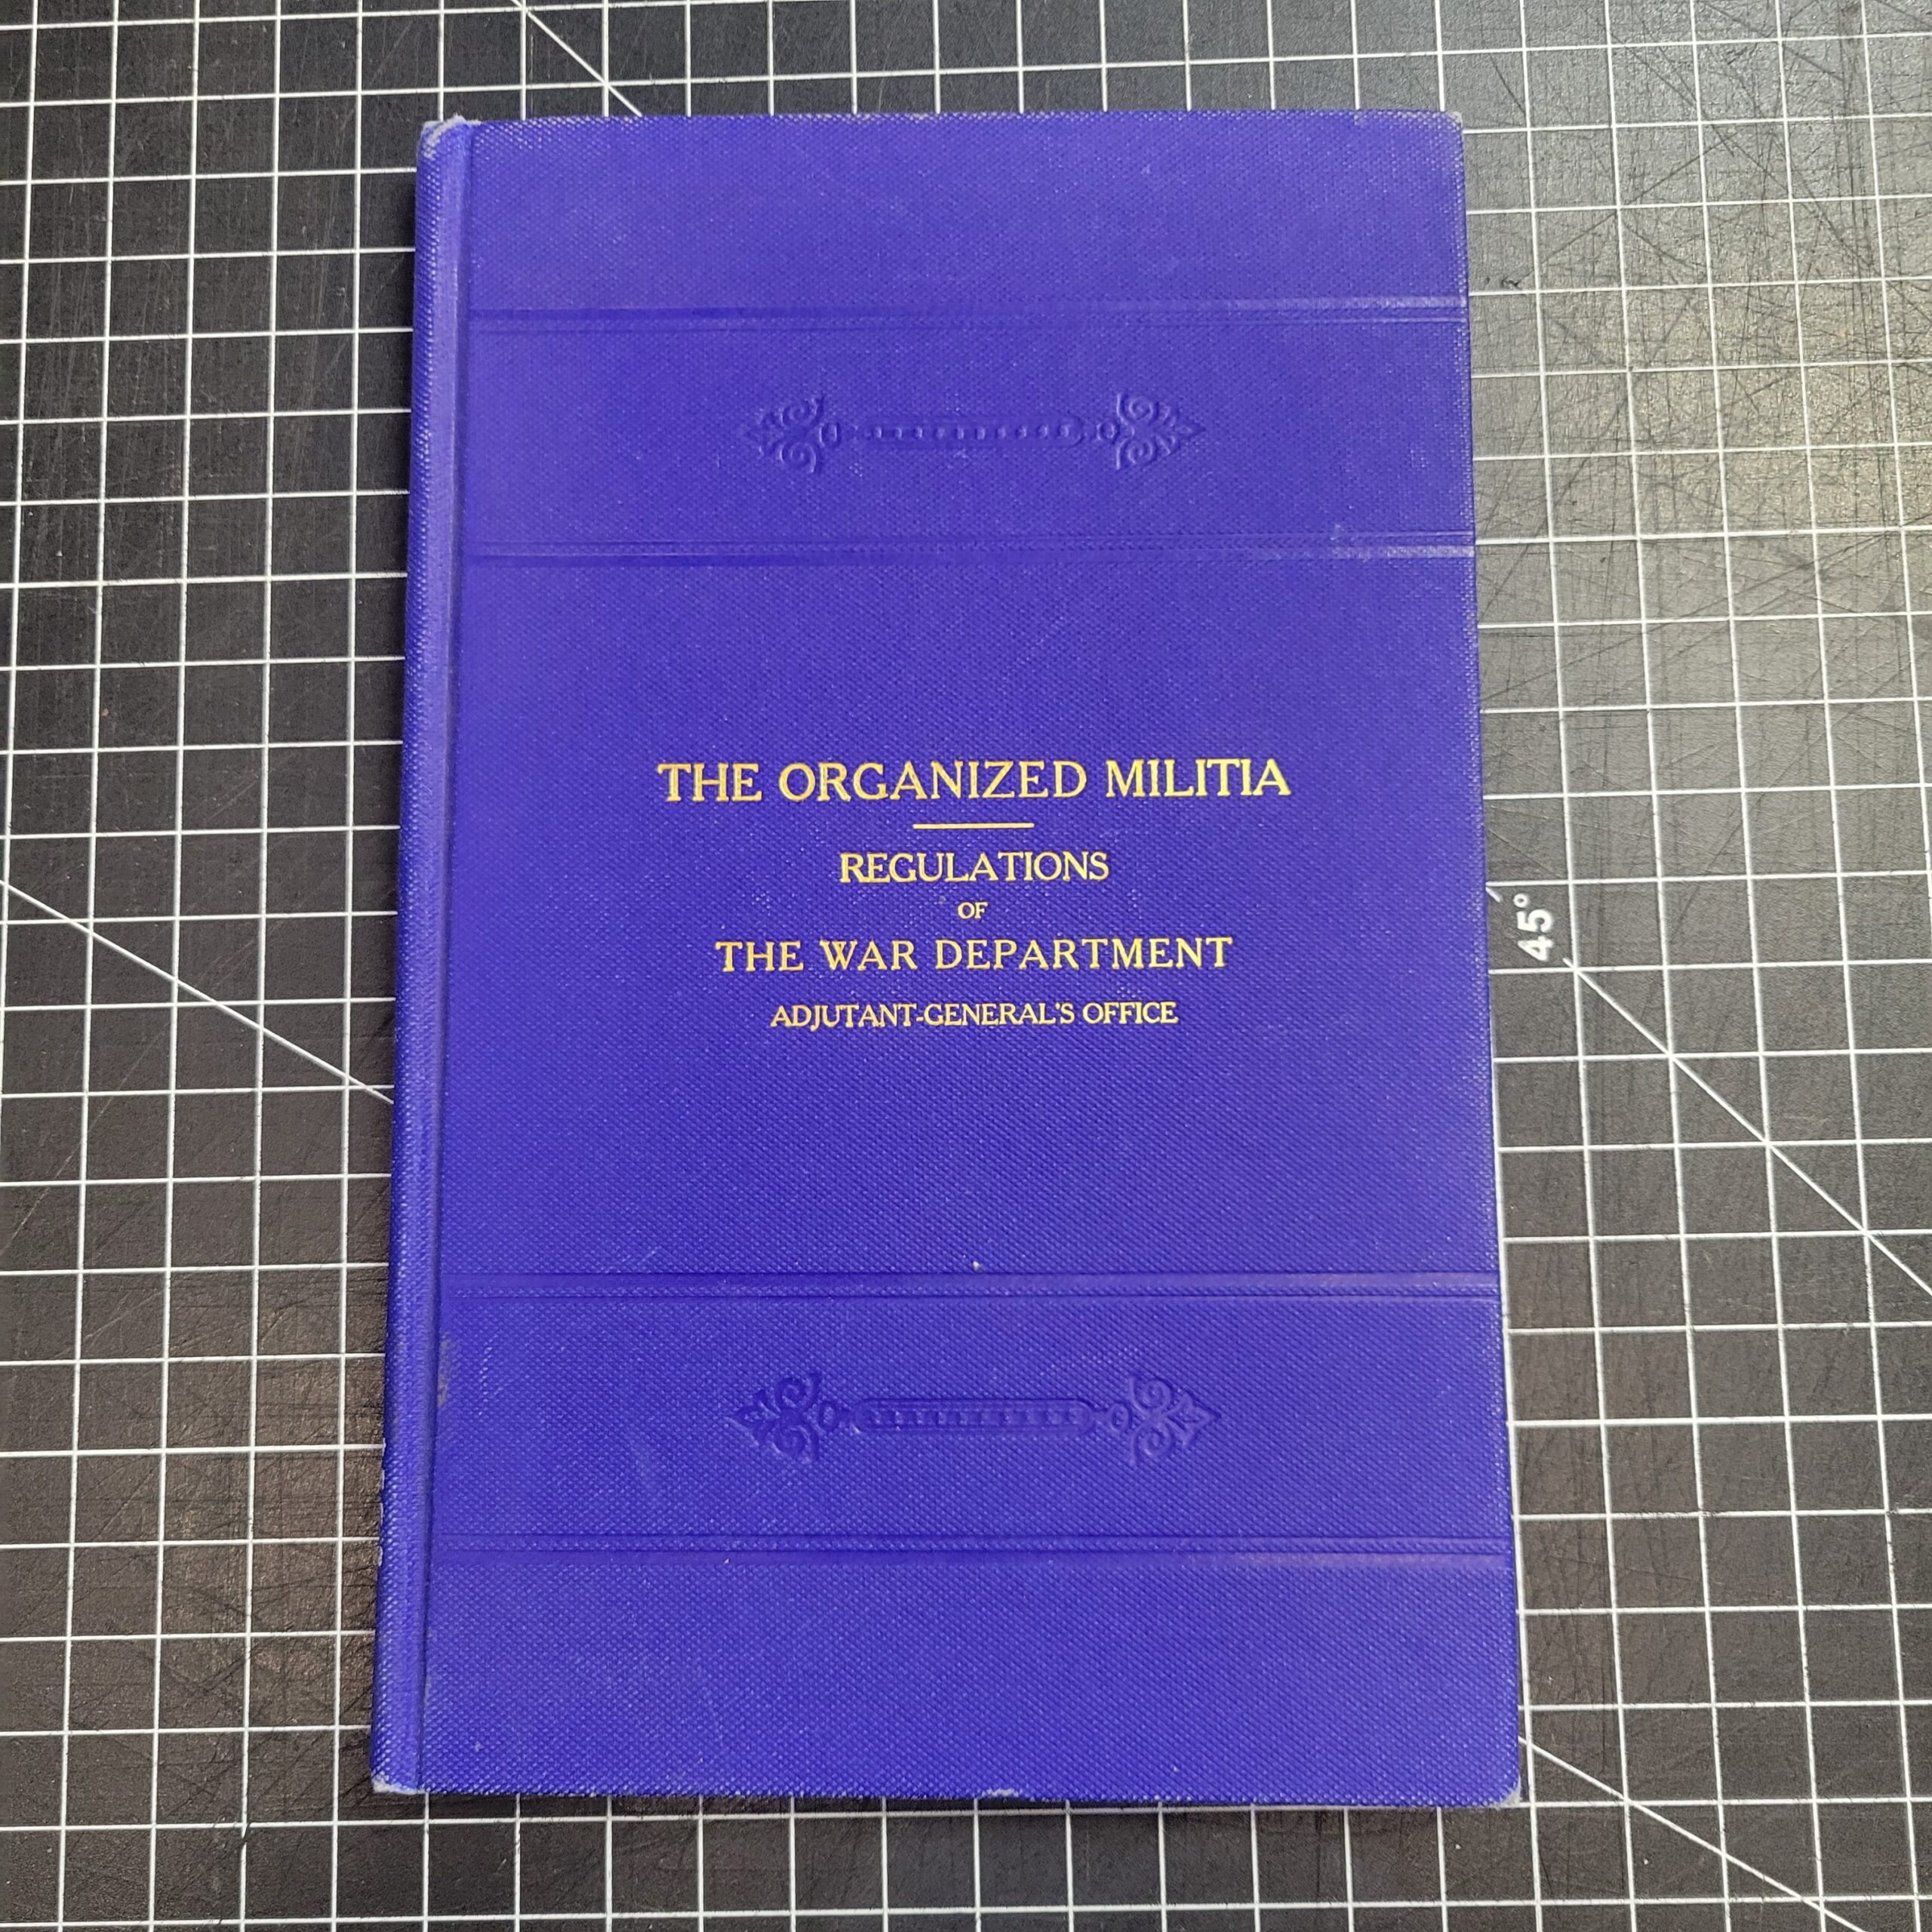 THE ORGANIZED MILITIA
REGULATIONS
OF
THE WAR DEPARTMENT
ADJUTANT-GENERAL'S OFFICE
45°